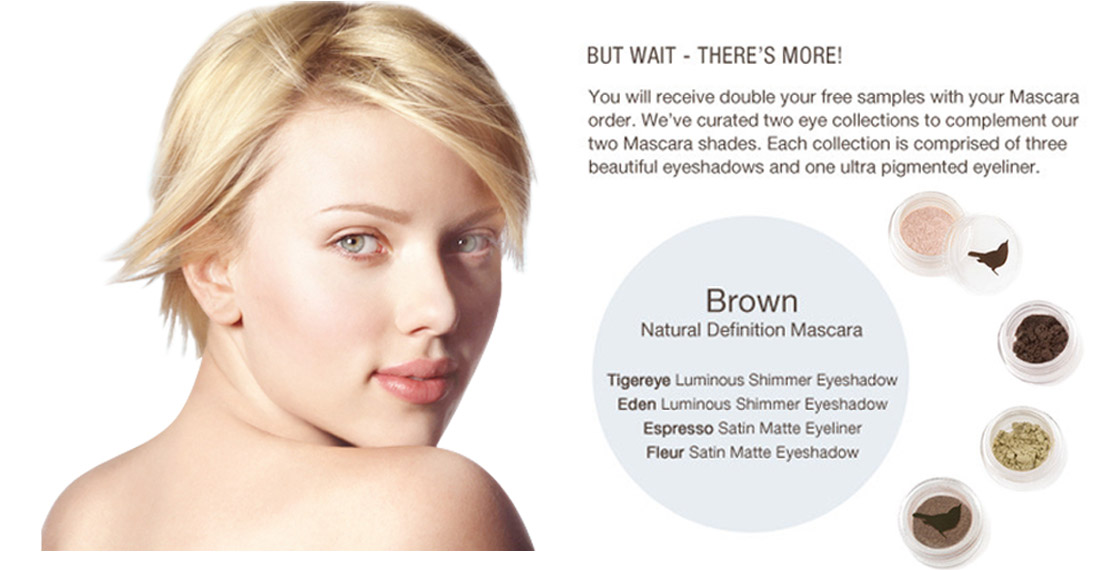 BUT WAIT - THERE'S MORE!
You will receive double your free samples with your Mascara
order. We've curated two eye collections to complement our
two Mascara shades. Each collection is comprised of three
beautiful eyeshadows and one ultra pigmented eyeliner.
Brown
Natural Definition Mascara
Tigereye Luminous Shimmer Eyeshadow
Eden Luminous Shimmer Eyeshadow
Espresso Satin Matte Eyeliner
Fleur Satin Matte Eyeshadow